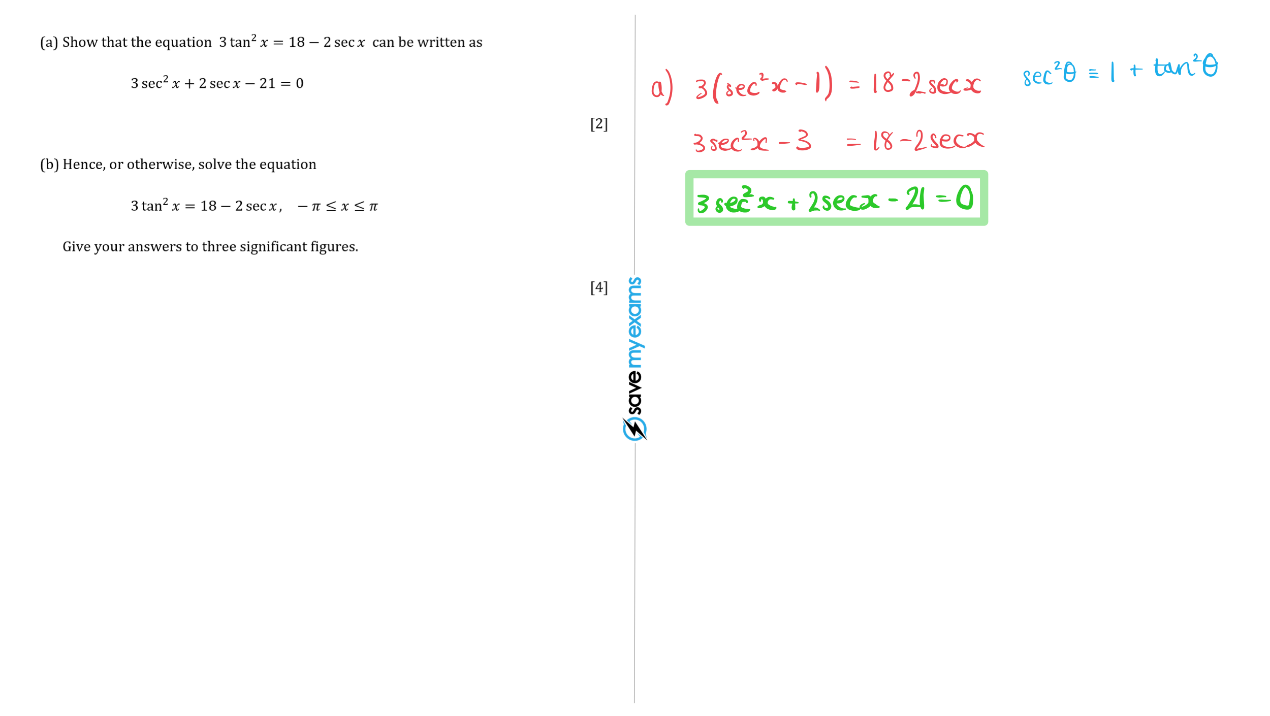 (a) Show that the equation 3 tan² x = 18 − 2 sec x can be written as
3 sec² x + 2 sec x − 21 = 0
[2]
(b) Hence, or otherwise, solve the equation
3 tan² x = 18 − 2 sec x, −π ≤ x ≤ π
Give your answers to three significant figures.
[4]
save my exams
a) 3(sec²x − 1) = 18 - 2secx
sec²θ ≡ 1 + tan²θ
3sec²x − 3 = 18 − 2secx
3sec²x + 2secx - 21 = 0